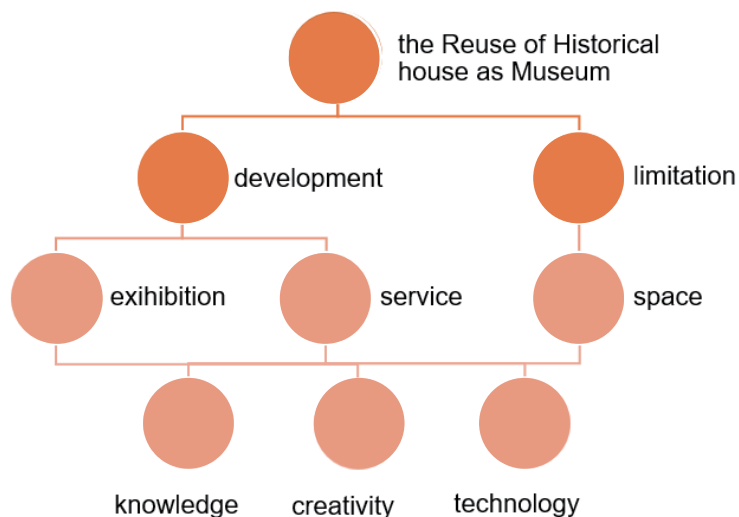 the Reuse of Historical
house as Museum
development
limitation
exihibition
service
space
knowledge
creativity
technology